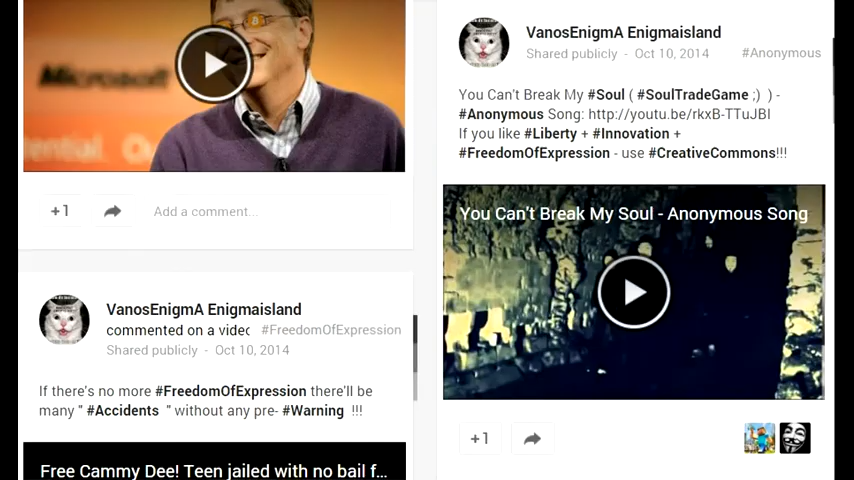 Microsoft
+1
Add a comment...
VanosEnigmA Enigmaisland
commented on a video
#FreedomOfExpression
Shared publicly - Oct 10, 2014
If there's no more #FreedomOfExpression there'll be
many " #Accidents " without any pre- #Warning !!!
Free Cammy Dee! Teen jailed with no bail f...
VanosEnigmA Enigmaisland
Shared publicly - Oct 10, 2014
#Anonymous
You Can't Break My #Soul ( #SoulTradeGame ;) ) -
#Anonymous Song: http://youtu.be/rkxB-TTuJBI
If you like #Liberty + #Innovation +
#FreedomOfExpression - use #CreativeCommons!!!
You Can't Break My Soul - Anonymous Song
+1